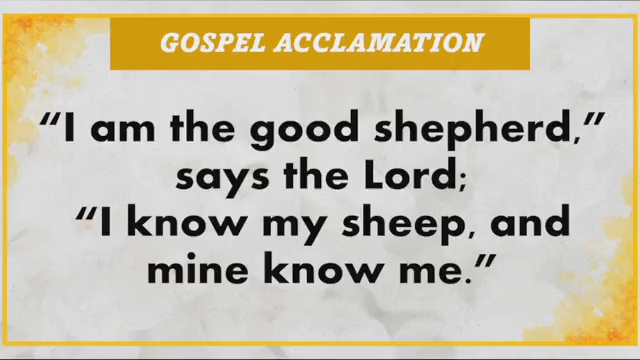 GOSPEL ACCLAMATION
“I am the good shepherd,”
says the Lord;
“I know my sheep, and
mine know me.”